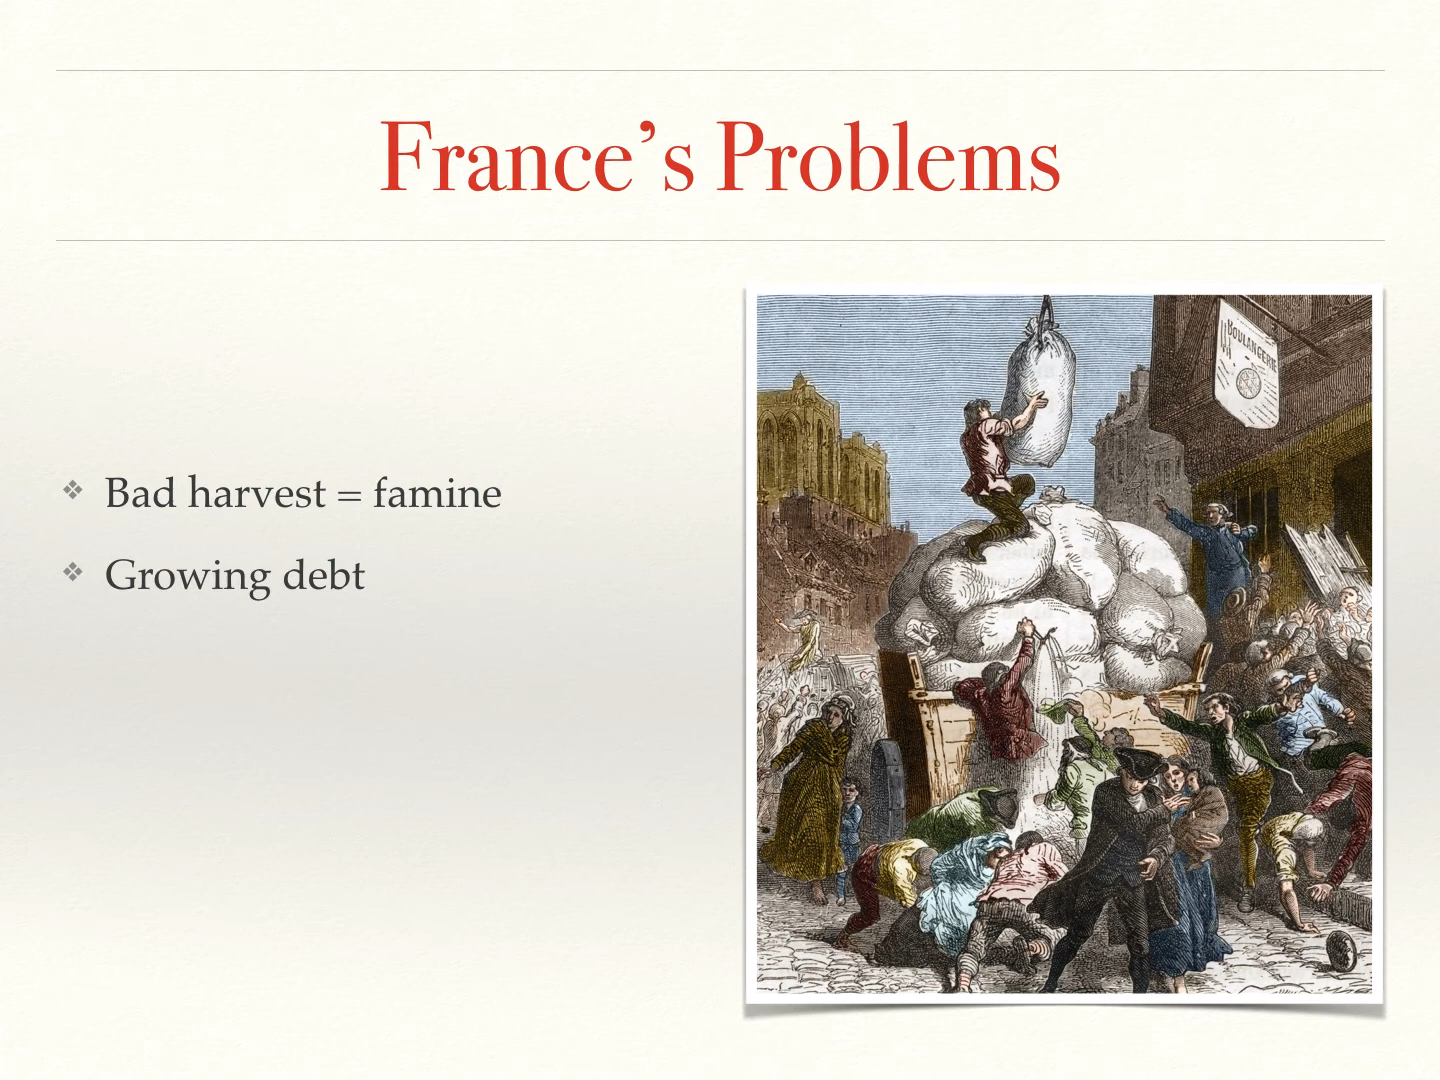 France’s Problems
❖ Bad harvest = famine
❖ Growing debt
BOULANGERIE